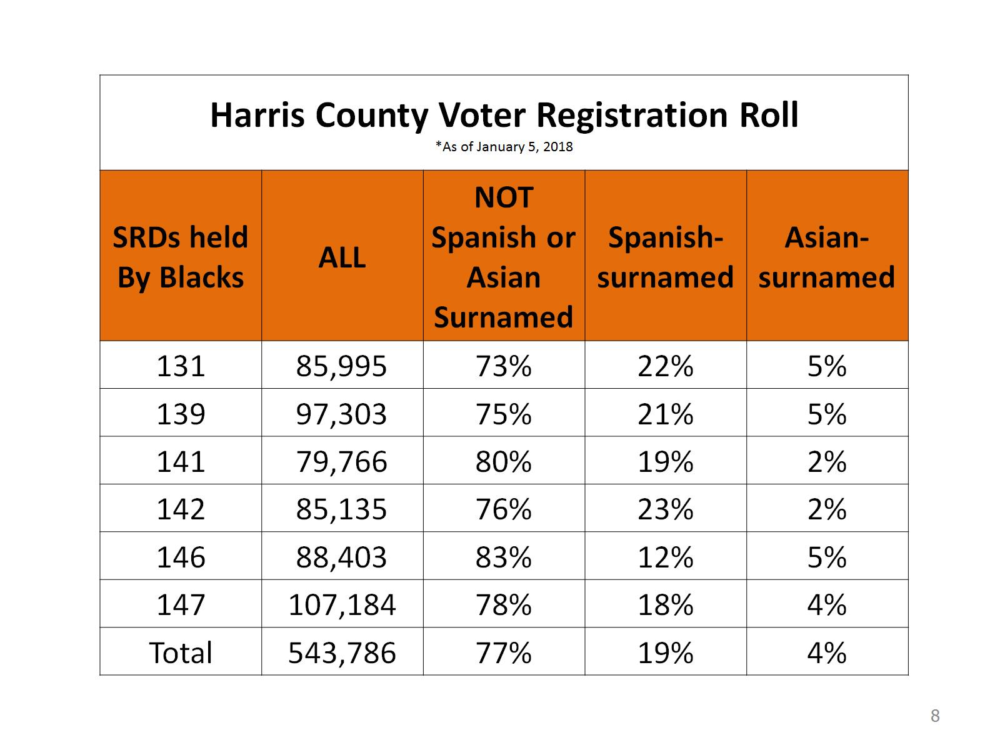 Harris County Voter Registration Roll
*As of January 5, 2018
SRDs held By Blacks | ALL | NOT Spanish or Asian Surnamed | Spanish-surnamed | Asian-surnamed
131 | 85,995 | 73% | 22% | 5%
139 | 97,303 | 75% | 21% | 5%
141 | 79,766 | 80% | 19% | 2%
142 | 85,135 | 76% | 23% | 2%
146 | 88,403 | 83% | 12% | 5%
147 | 107,184 | 78% | 18% | 4%
Total | 543,786 | 77% | 19% | 4%
8